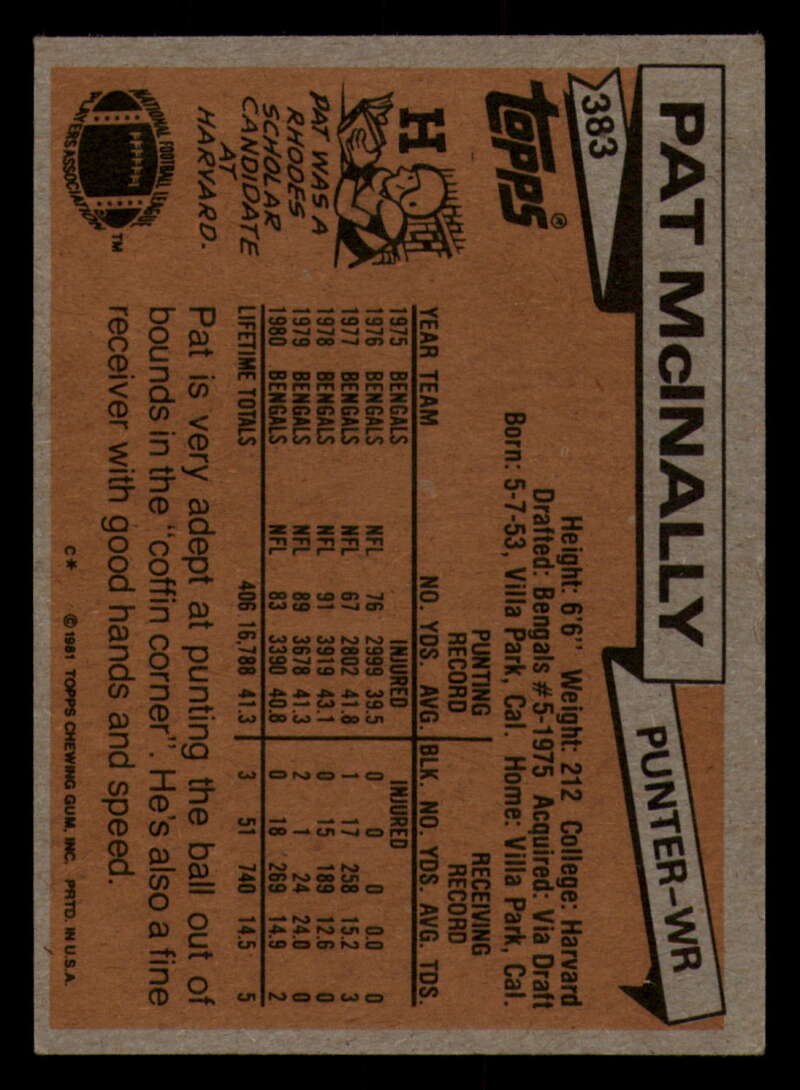 PAT McINALLY
PUNTER-WR
383
topps®
Height: 6'6" Weight: 212 College: Harvard
Drafted: Bengals #5-1975 Acquired: Via Draft
Born: 5-7-53, Villa Park, Cal. Home: Villa Park, Cal.
H
PAT WAS A
RHODES
SCHOLAR
CANDIDATE
AT
HARVARD.
PUNTING RECEIVING
RECORD RECORD
YEAR TEAM NO. YDS. AVG. BLK. NO. YDS. AVG. TDS.
1975 BENGALS INJURED INJURED
1976 BENGALS NFL 76 2999 39.5 0 0 0 0.0 0
1977 BENGALS NFL 67 2802 41.8 1 17 258 15.2 3
1978 BENGALS NFL 91 3919 43.1 0 15 189 12.6 0
1979 BENGALS NFL 89 3678 41.3 2 1 24 24.0 0
1980 BENGALS NFL 83 3390 40.8 0 18 269 14.9 2
LIFETIME TOTALS 406 16,788 41.3 3 51 740 14.5 5
Pat is very adept at punting the ball out of
bounds in the "coffin corner". He's also a fine
receiver with good hands and speed.
NATIONAL FOOTBALL LEAGUE
PLAYERS ASSOCIATION
TM
C* ©1981 TOPPS CHEWING GUM, INC. PRTD. IN U.S.A.